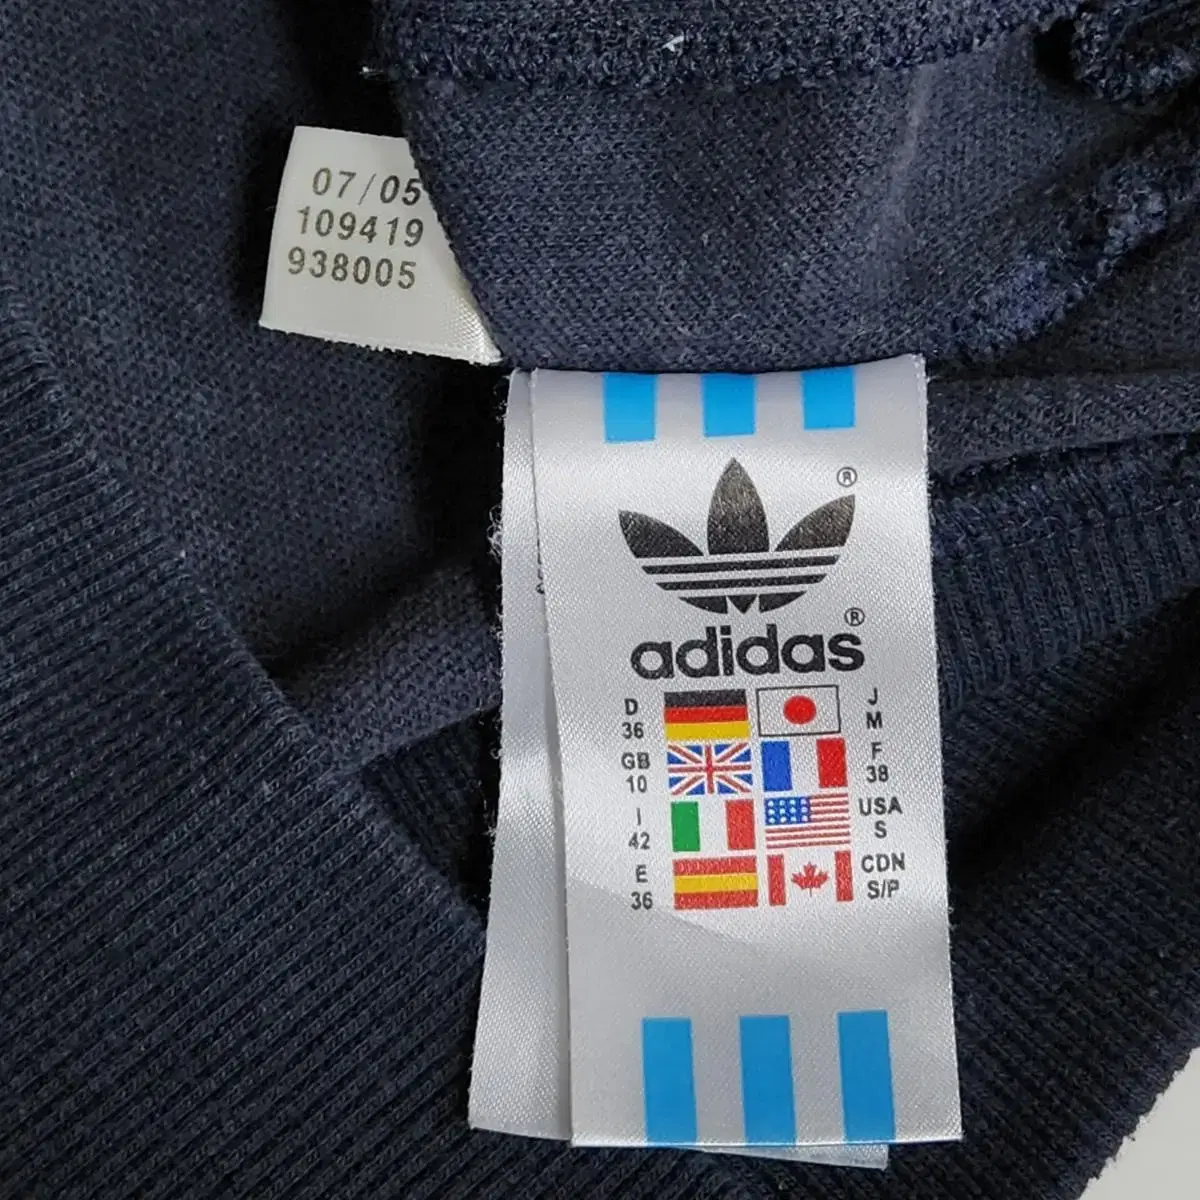 07/05
109419
938005
®
adidas®
D 36
J M
GB 10
F 38
I 42
USA S
E 36
CDN S/P